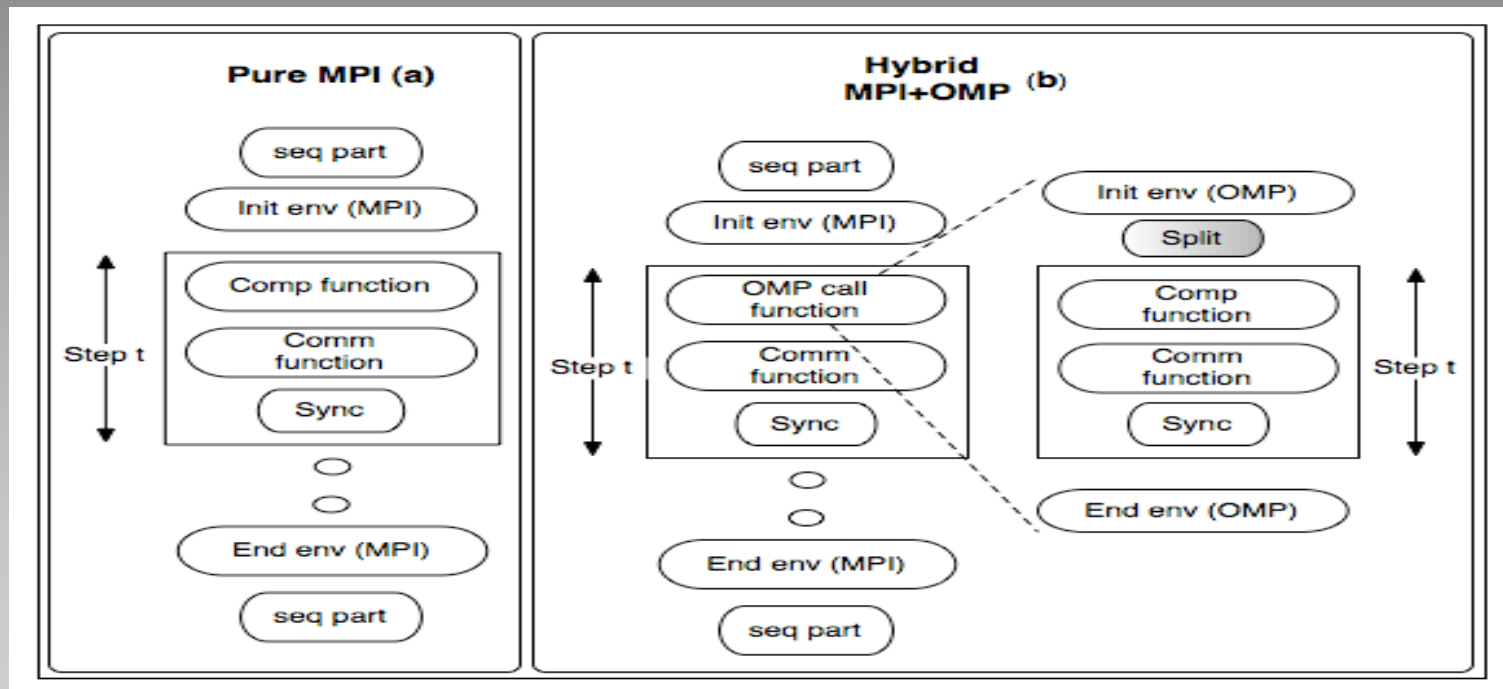 Pure MPI (a)
seq part
Init env (MPI)
Step t
Comp function
Comm
function
Sync
End env (MPI)
seq part
Hybrid
MPI+OMP (b)
seq part
Init env (MPI)
Step t
OMP call
function
Comm
function
Sync
End env (MPI)
seq part
Init env (OMP)
Split
Comp
function
Comm
function
Sync
Step t
End env (OMP)